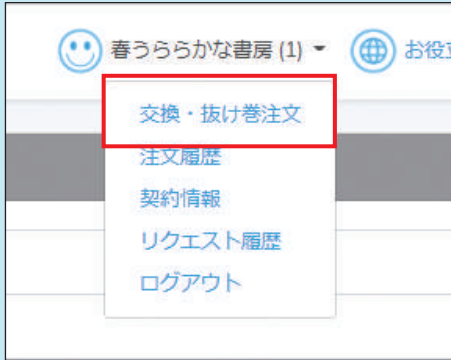 春うららかな書房 (1) お役立
交換・抜け巻注文
注文履歴
契約情報
リクエスト履歴
ログアウト